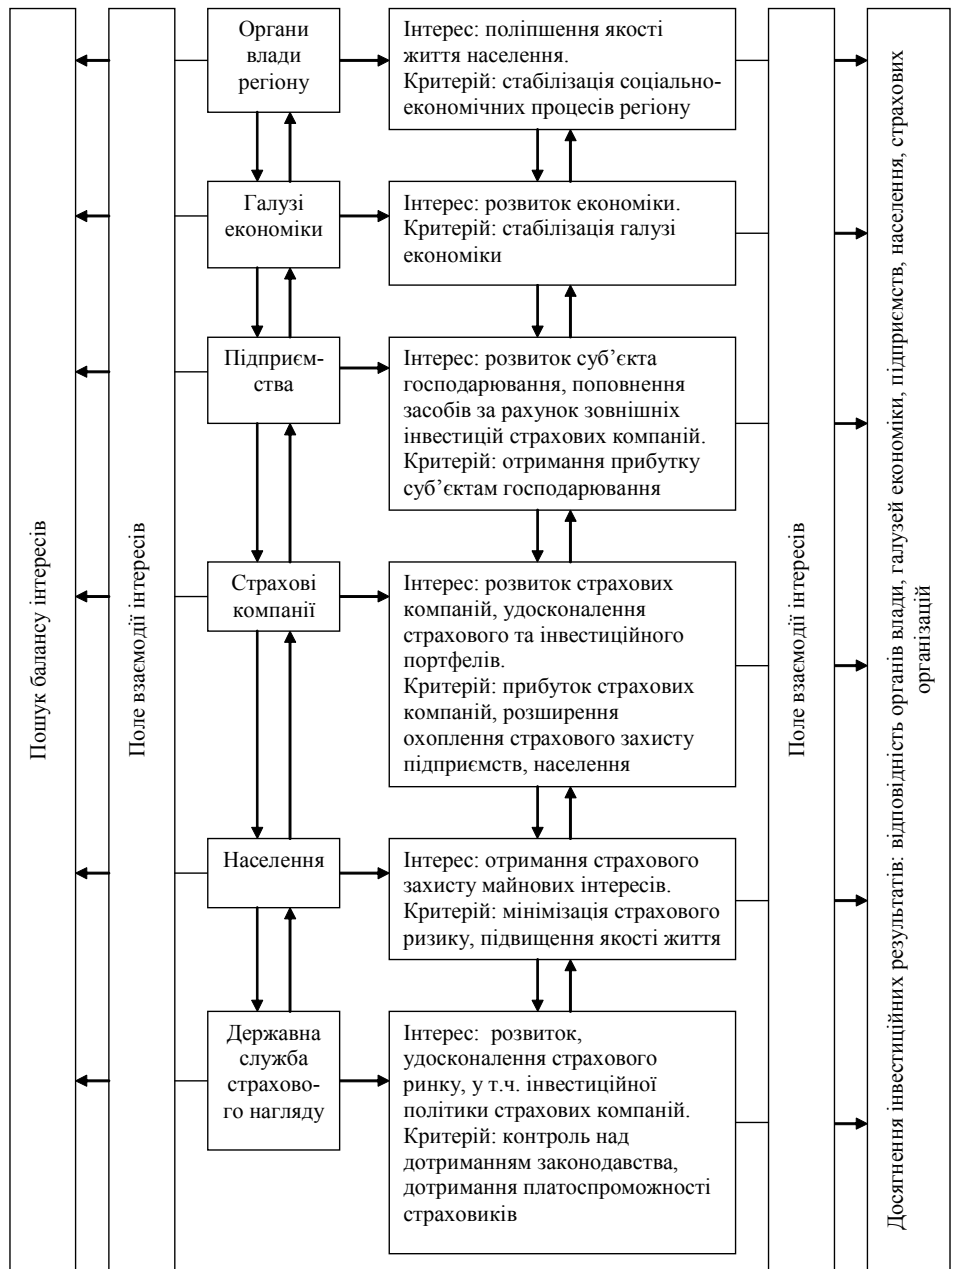 Пошук балансу інтересів
Поле взаємодії інтересів
Органи
влади
регіону
Інтерес: поліпшення якості
життя населення.
Критерій: стабілізація соціально-
економічних процесів регіону
Галузі
економіки
Інтерес: розвиток економіки.
Критерій: стабілізація галузі
економіки
Підприєм-
ства
Інтерес: розвиток суб’єкта
господарювання, поповнення
засобів за рахунок зовнішніх
інвестицій страхових компаній.
Критерій: отримання прибутку
суб’єктам господарювання
Страхові
компанії
Інтерес: розвиток страхових
компаній, удосконалення
страхового та інвестиційного
портфелів.
Критерій: прибуток страхових
компаній, розширення
охоплення страхового захисту
підприємств, населення
Населення
Інтерес: отримання страхового
захисту майнових інтересів.
Критерій: мінімізація страхового
ризику, підвищення якості життя
Державна
служба
страхово-
го нагляду
Інтерес:  розвиток,
удосконалення страхового
ринку, у т.ч. інвестиційної
політики страхових компаній.
Критерій: контроль над
дотриманням законодавства,
дотримання платоспроможності
страховиків
Поле взаємодії інтересів
Досягнення інвестиційних результатів: відповідність органів влади, галузей економіки, підприємств, населення, страхових
організацій